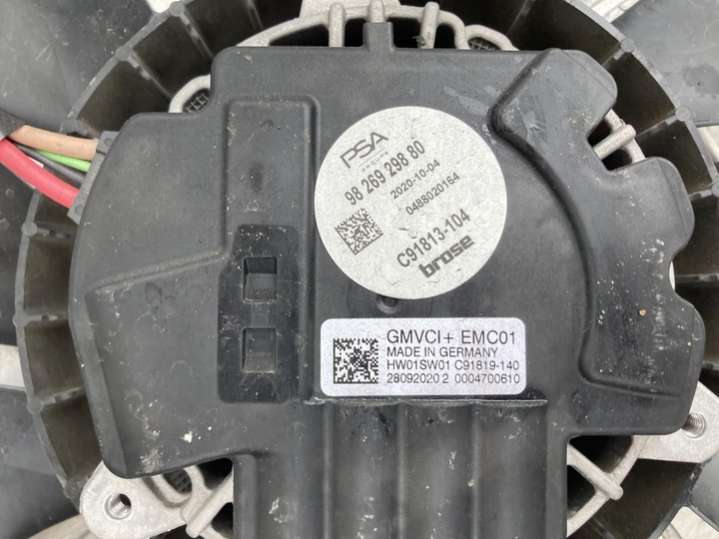 PSA
98 269 298 80
2020-10-04
0488020164
C91813-104
brose
GMVCI+ EMC01
MADE IN GERMANY
HW01SW01 C91819-140
28092020 2 0004700610